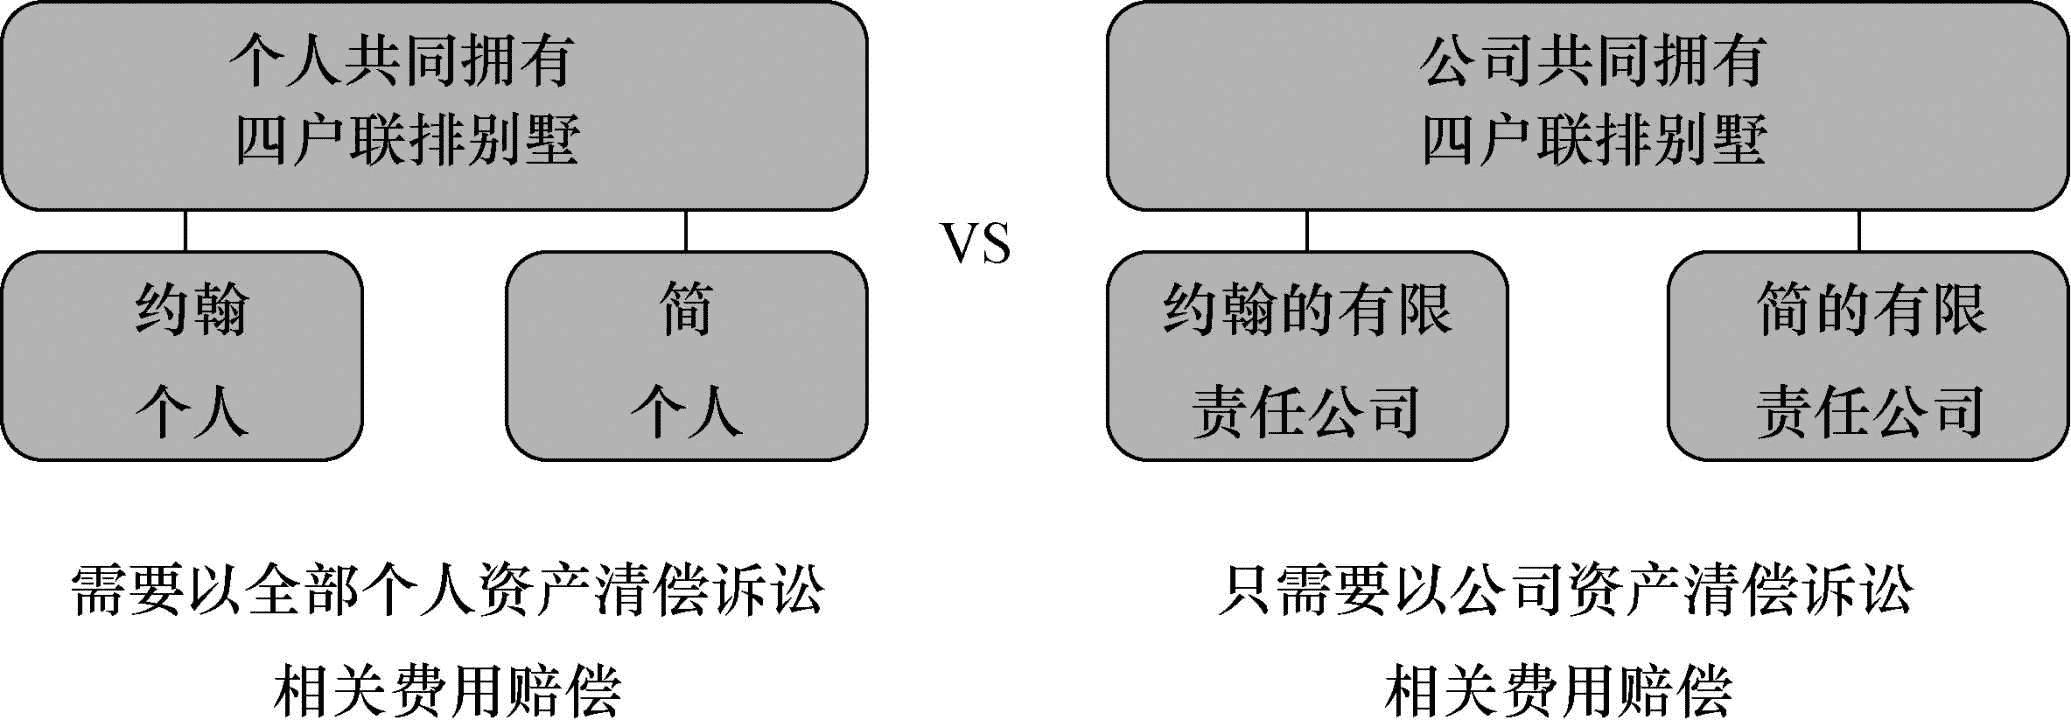 个人共同拥有
四户联排别墅
约翰
个人
简
个人
需要以全部个人资产清偿诉讼
相关费用赔偿
VS
公司共同拥有
四户联排别墅
约翰的有限
责任公司
简的有限
责任公司
只需要以公司资产清偿诉讼
相关费用赔偿